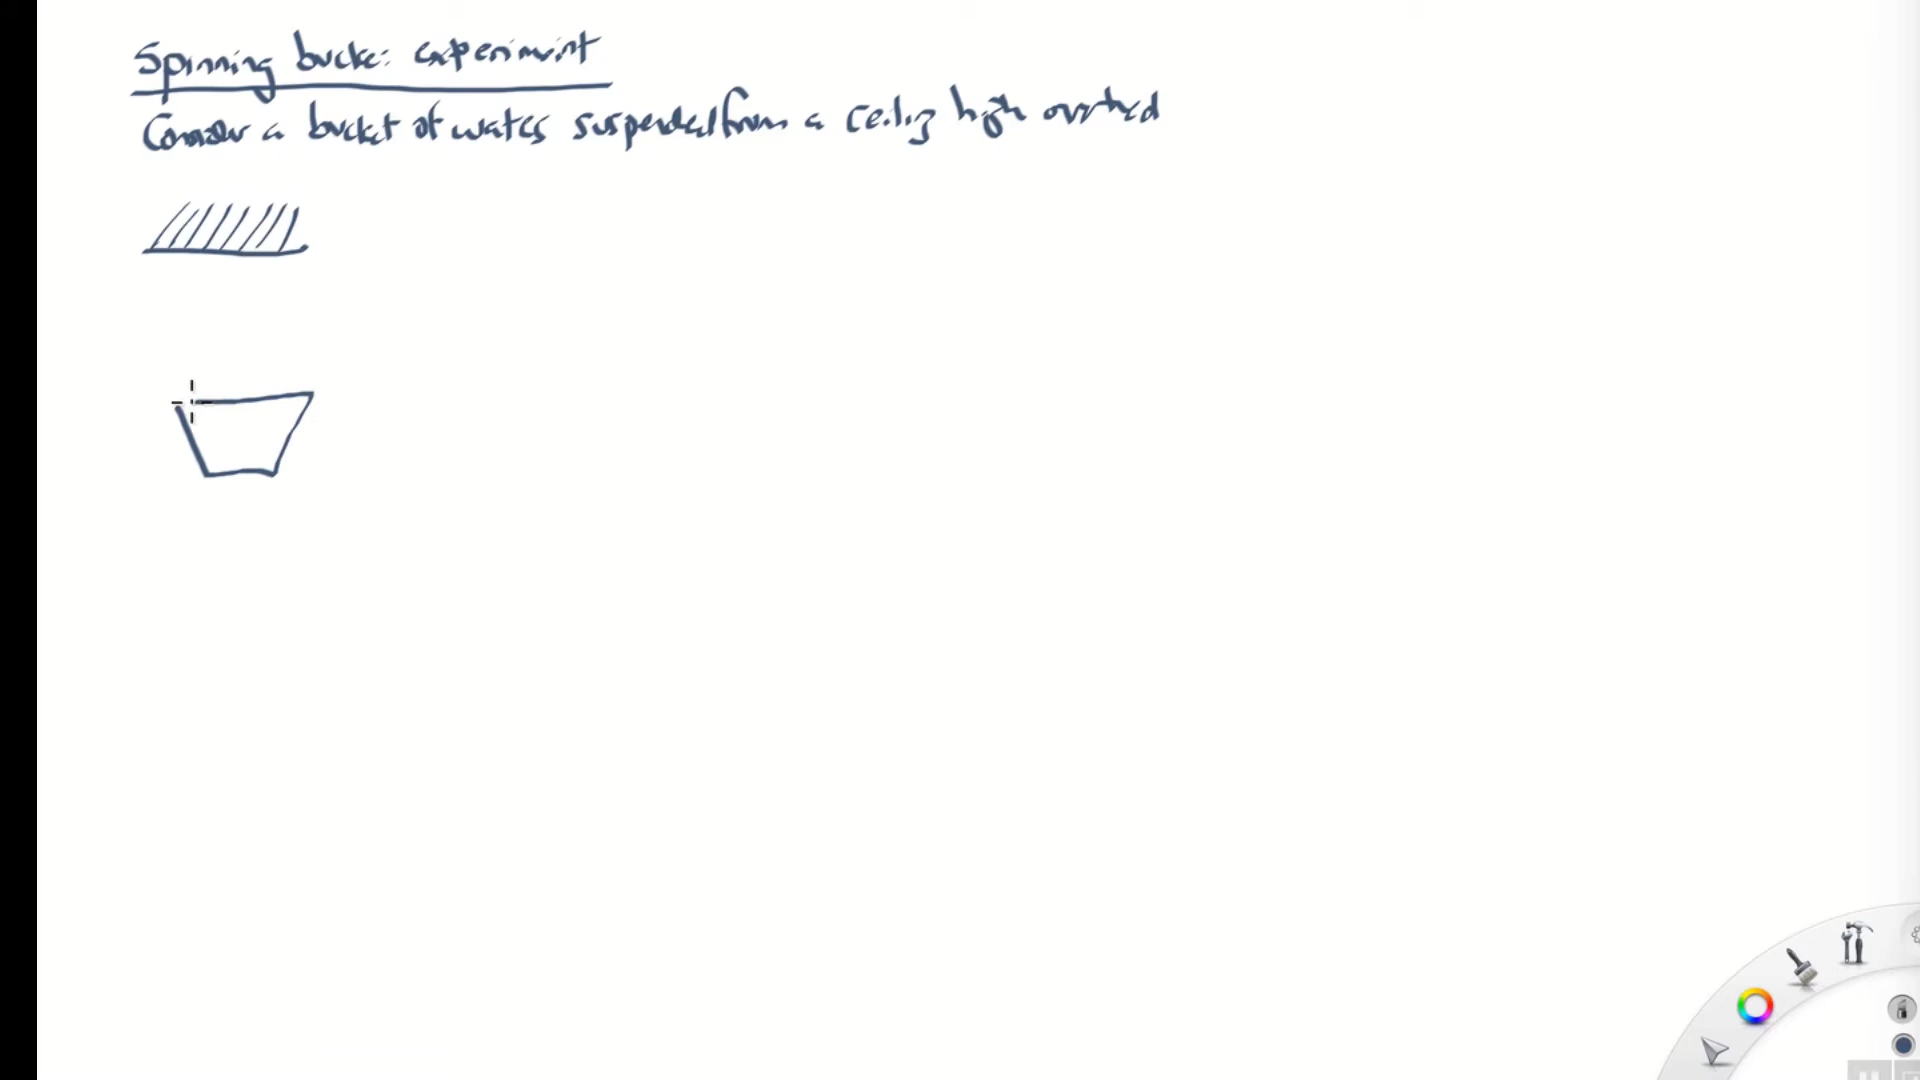 Spinning bucket experiment
Consider a bucket of water suspended from a ceiling high overhead